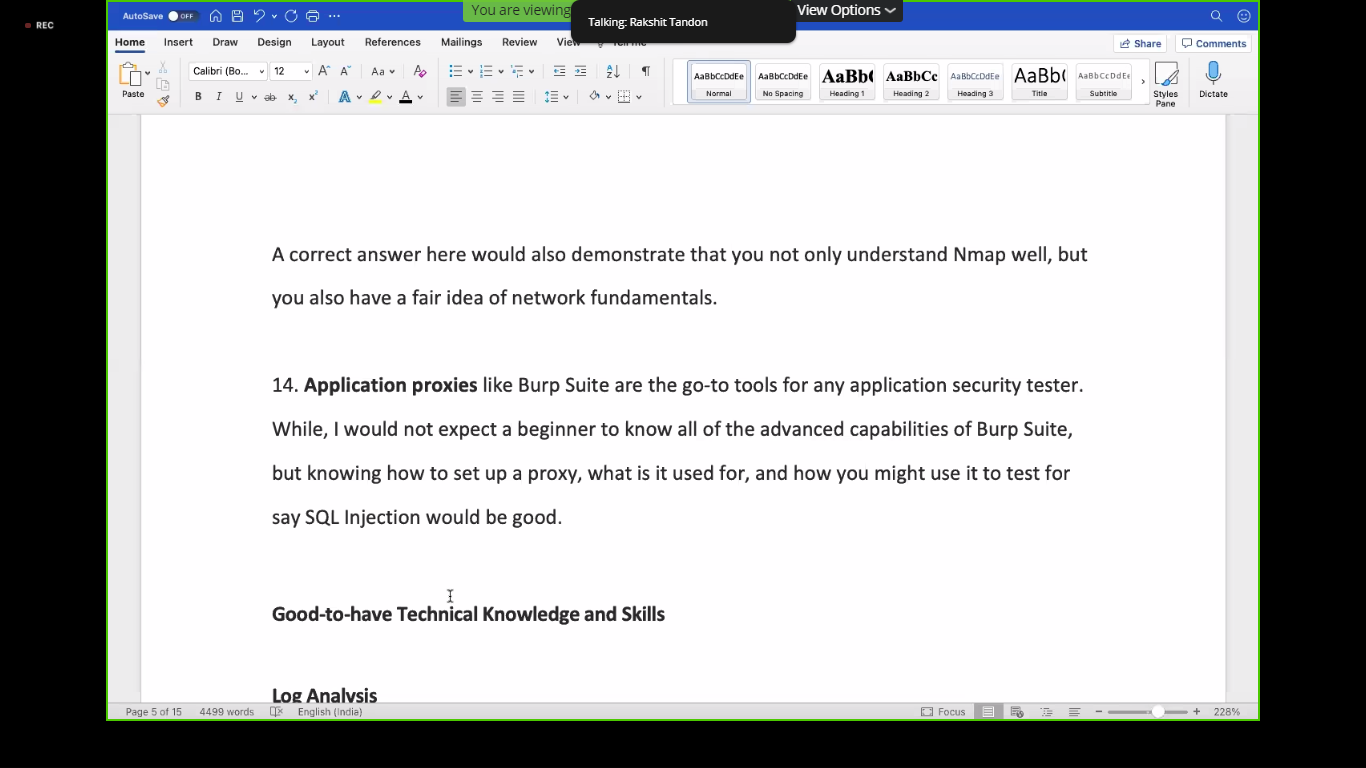 REC
You are viewing
Talking: Rakshit Tandon
View Options
AutoSave OFF
Home Insert Draw Design Layout References Mailings Review View Tell me
Share Comments
Paste
Calibri (Bo... 12
AaBbCcDdEe AaBbCcDdEe AaBb( AaBbCc AaBbCcDdEe AaBb( AaBbCcDdEe
Normal No Spacing Heading 1 Heading 2 Heading 3 Title Subtitle
Styles Pane
Dictate
A correct answer here would also demonstrate that you not only understand Nmap well, but
you also have a fair idea of network fundamentals.
14. Application proxies like Burp Suite are the go-to tools for any application security tester.
While, I would not expect a beginner to know all of the advanced capabilities of Burp Suite,
but knowing how to set up a proxy, what is it used for, and how you might use it to test for
say SQL Injection would be good.
Good-to-have Technical Knowledge and Skills
Log Analysis
Page 5 of 15 4499 words English (India) Focus 228%